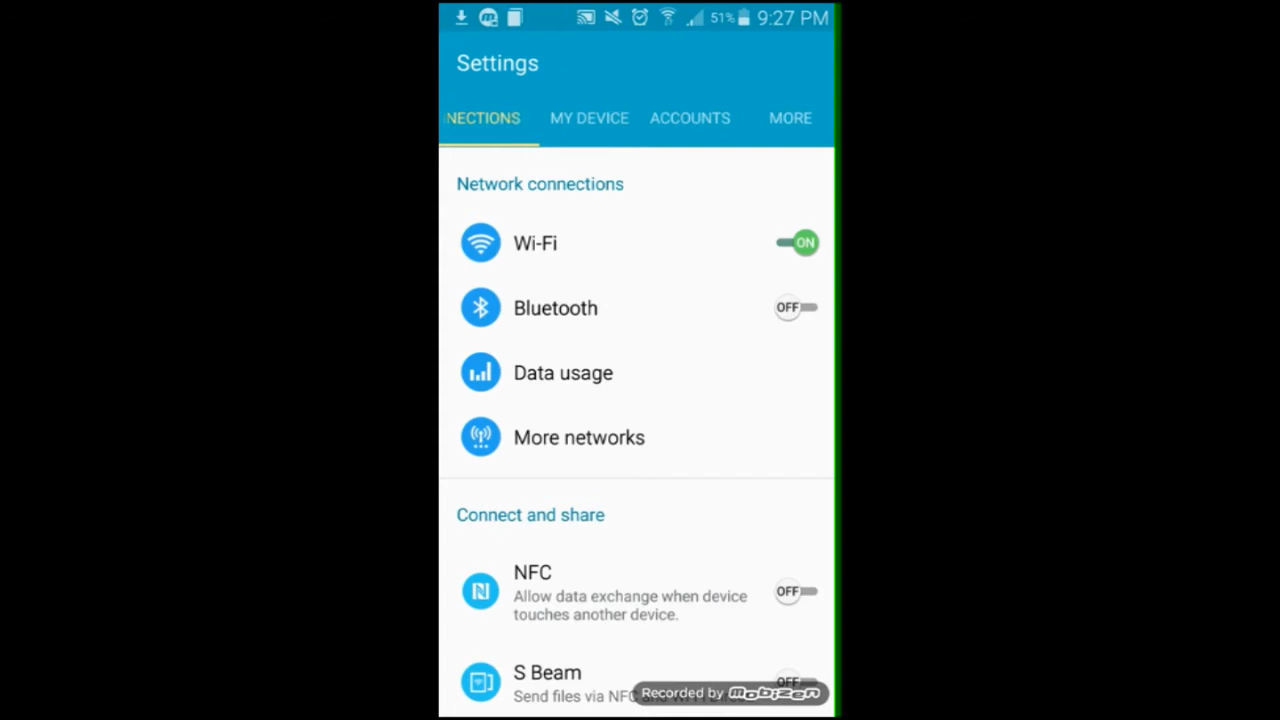 51% 9:27 PM
Settings
NECTIONS MY DEVICE ACCOUNTS MORE
Network connections
Wi-Fi ON
Bluetooth OFF
Data usage
More networks
Connect and share
NFC
Allow data exchange when device
touches another device.
OFF
S Beam
OFF
Send files via NFC
Recorded by mobizen